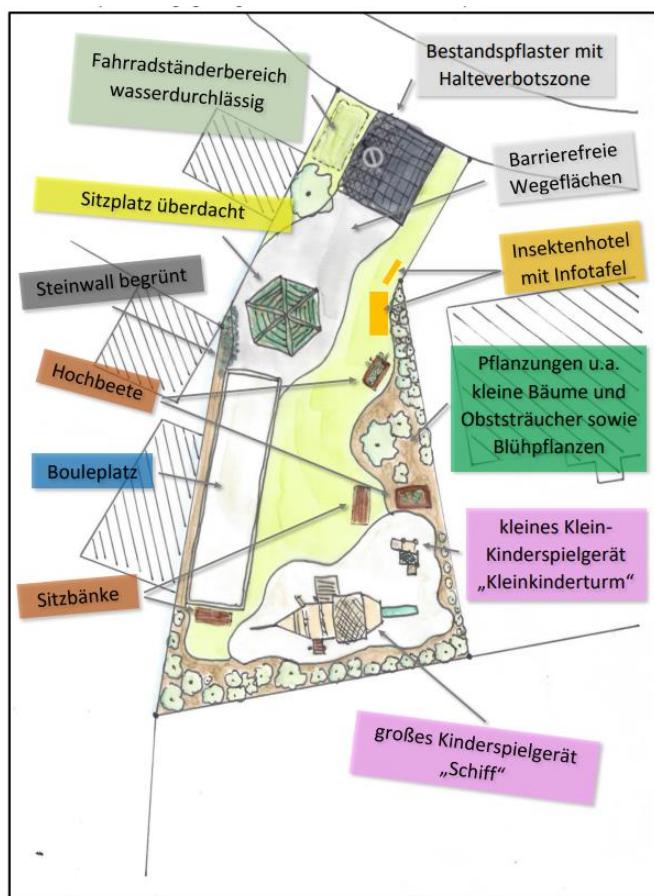 Fahrradständerbereich
wasserdurchlässig
Bestandspflaster mit
Halteverbotszone
Barrierefreie
Wegeflächen
Sitzplatz überdacht
Insektenhotel
mit Infotafel
Steinwall begrünt
Hochbeete
Pflanzungen u.a.
kleine Bäume und
Obststräucher sowie
Blühpflanzen
Bouleplatz
kleines Klein-
Kinderspielgerät
„Kleinkinderturm“
Sitzbänke
großes Kinderspielgerät
„Schiff“